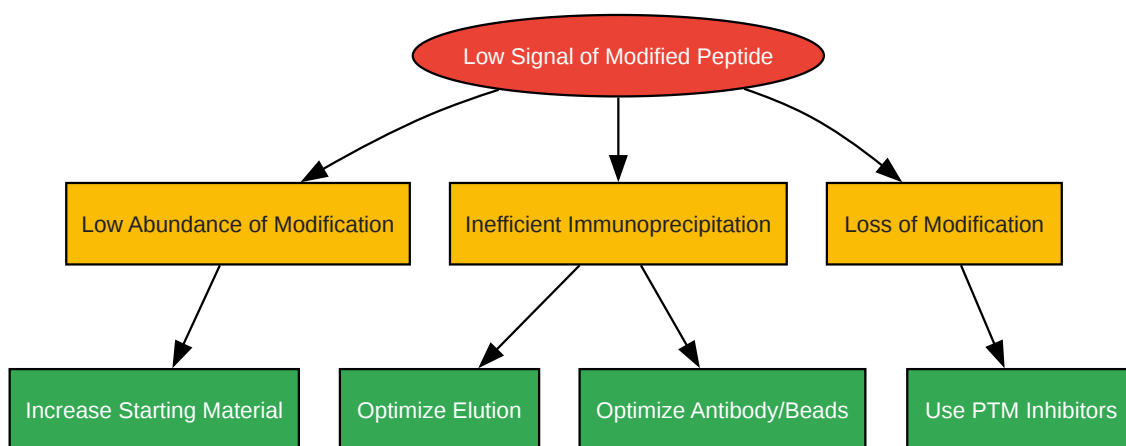 Low Signal of Modified Peptide
Low Abundance of Modification
Inefficient Immunoprecipitation
Loss of Modification
Increase Starting Material
Optimize Elution
Optimize Antibody/Beads
Use PTM Inhibitors